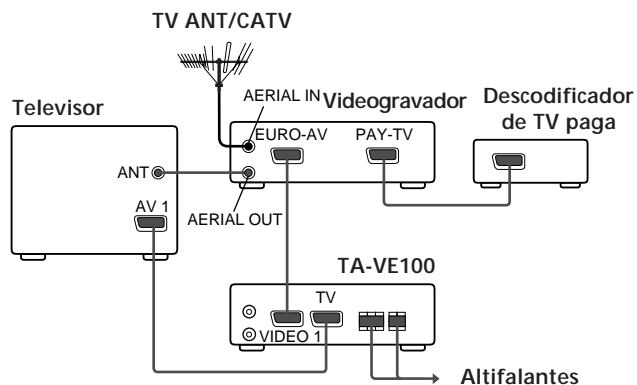 TV ANT/CATV
Televisor
AERIAL IN
Videogravador
Descodificador
de TV paga
EURO-AV
PAY-TV
ANT
AV 1
AERIAL OUT
TA-VE100
TV
VIDEO 1
Altifalantes